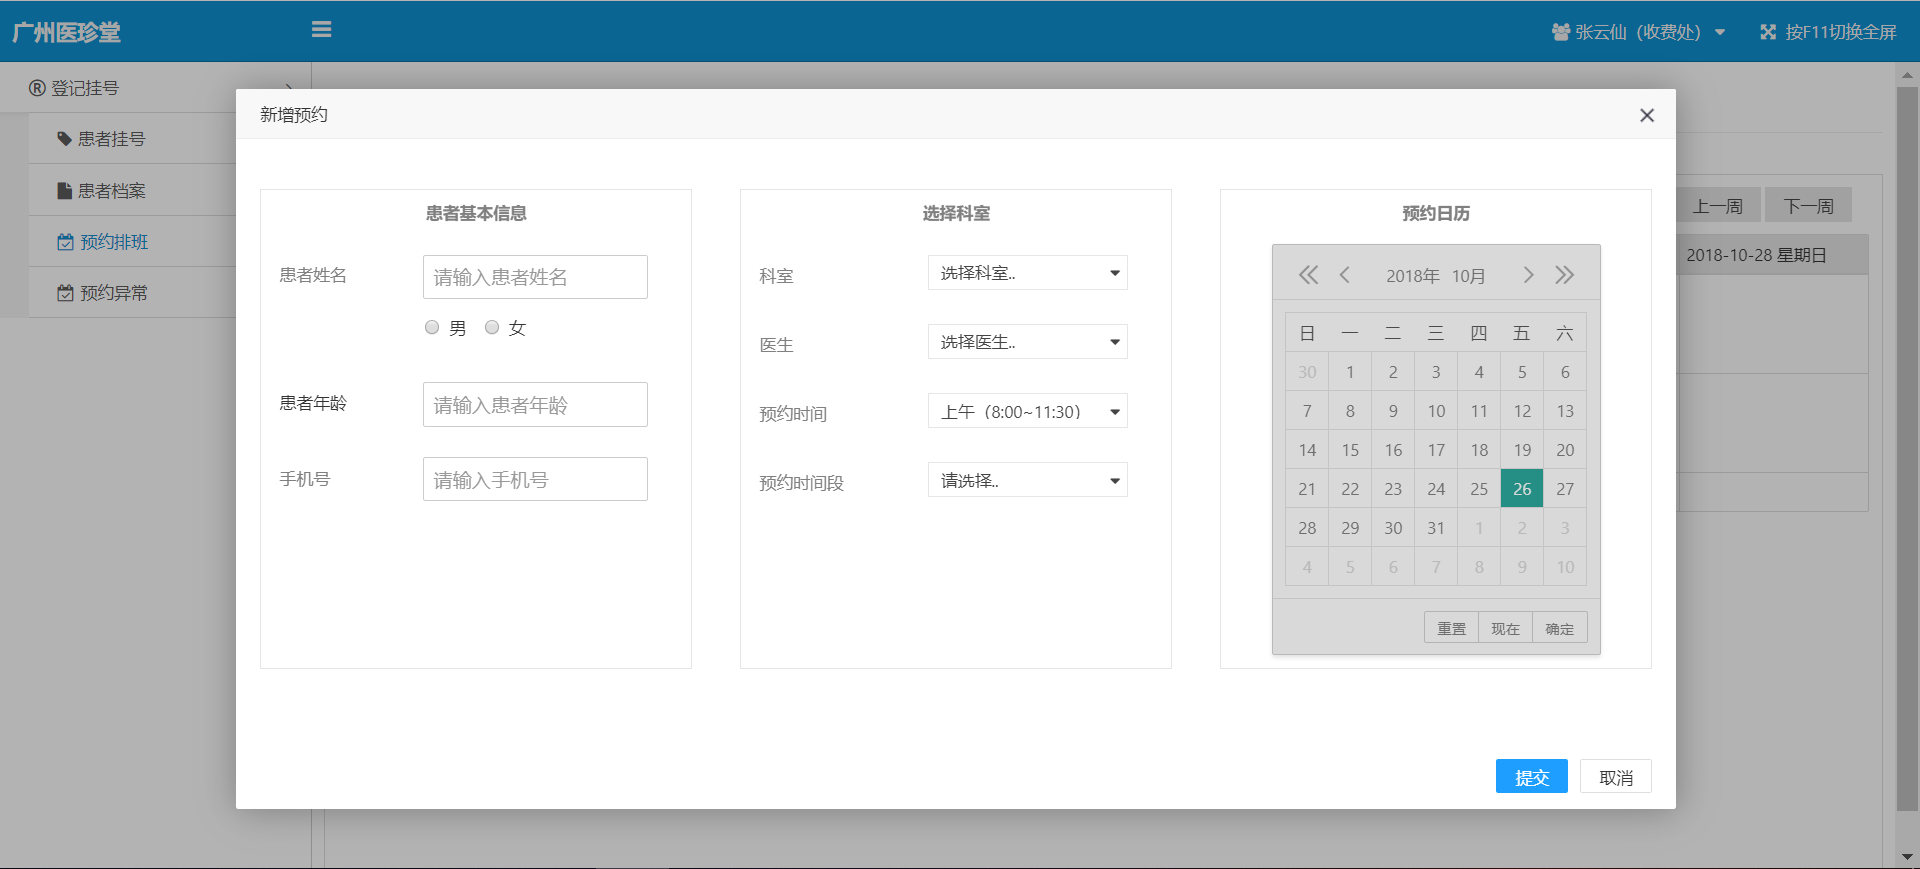 广州医珍堂
张云仙（收费处）
按F11切换全屏
登记挂号
患者挂号
患者档案
预约排班
预约异常
上一周
下一周
2018-10-28 星期日
新增预约
患者基本信息
患者姓名
请输入患者姓名
男 女
患者年龄
请输入患者年龄
手机号
请输入手机号
选择科室
科室
选择科室..
医生
选择医生..
预约时间
上午（8:00~11:30）
预约时间段
请选择..
预约日历
2018年 10月
日 一 二 三 四 五 六
30 1 2 3 4 5 6
7 8 9 10 11 12 13
14 15 16 17 18 19 20
21 22 23 24 25 26 27
28 29 30 31 1 2 3
4 5 6 7 8 9 10
重置 现在 确定
提交 取消